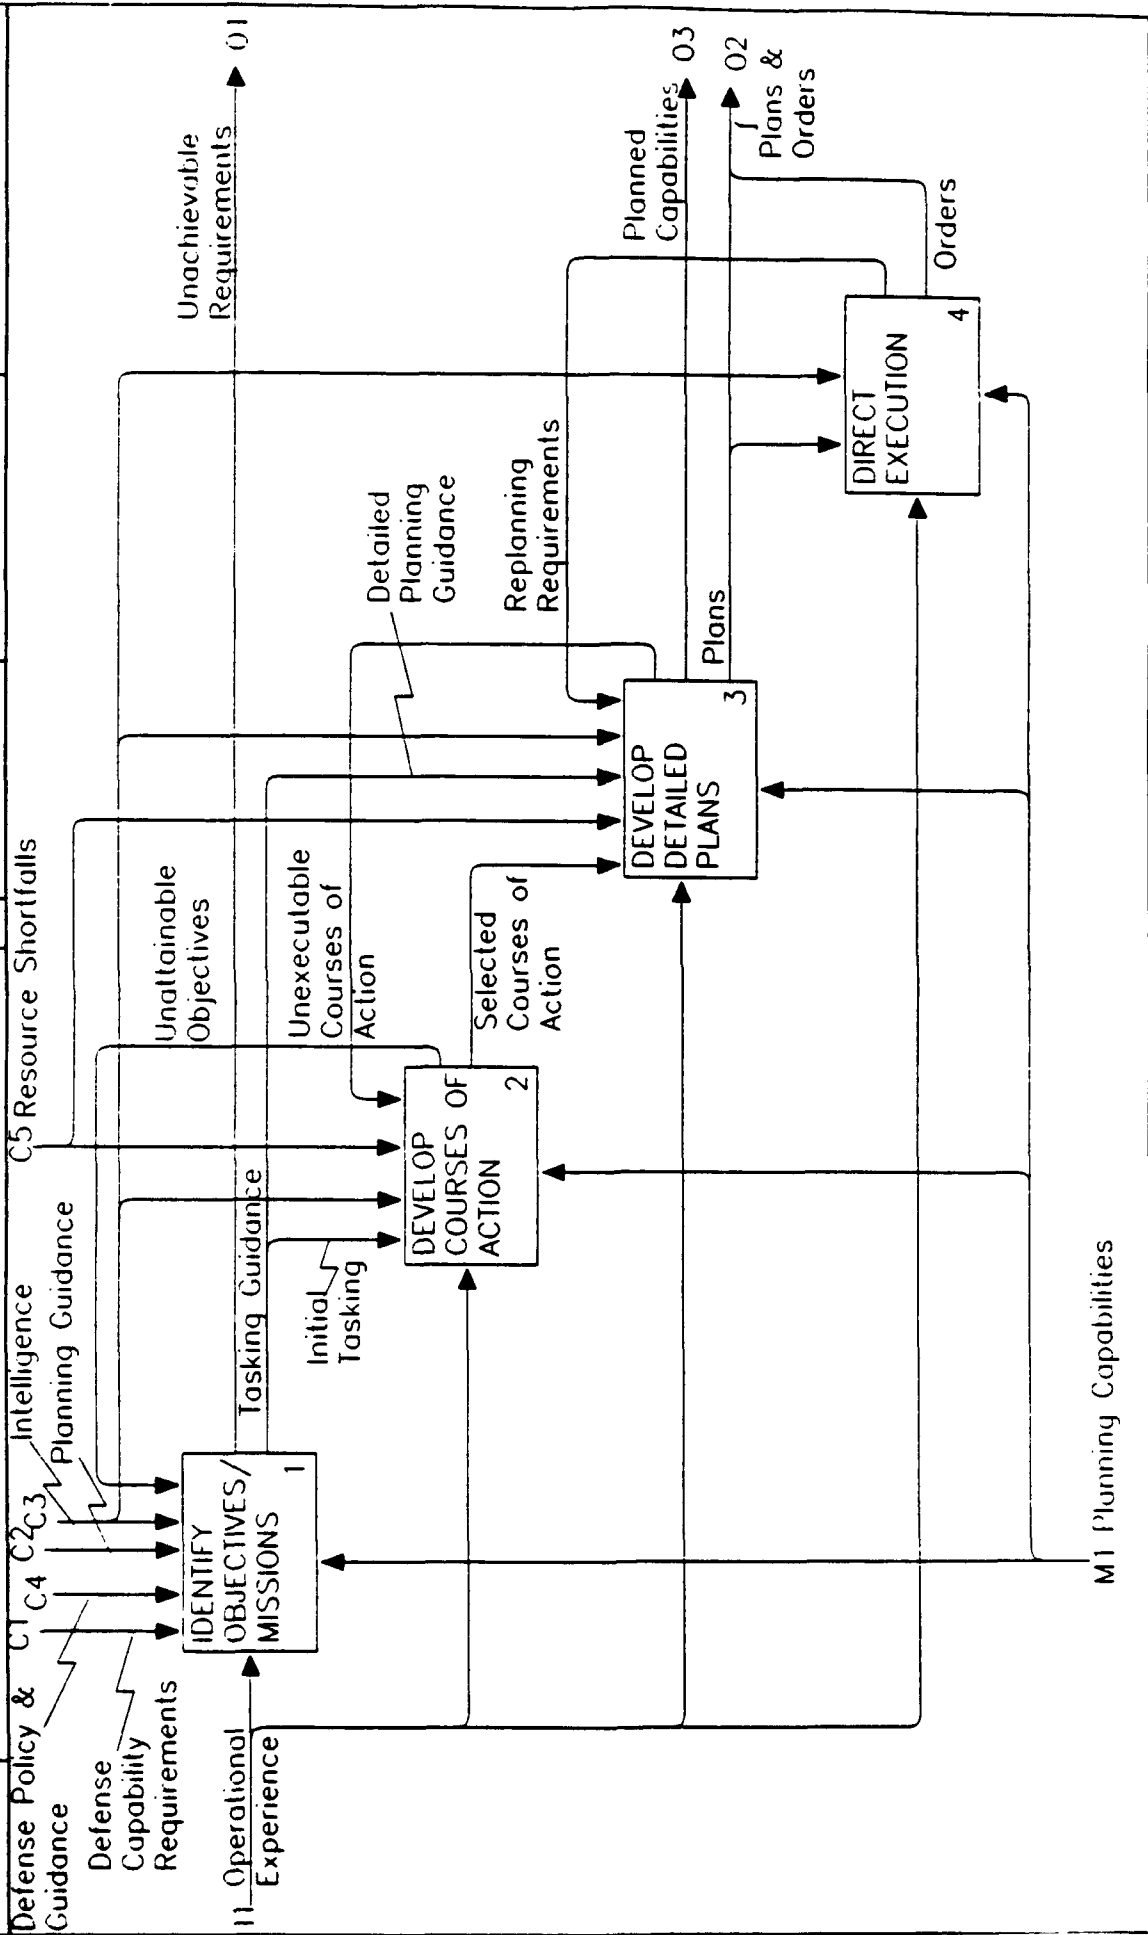 Defense Policy &
Guidance
C1
C4
C2
C3
Intelligence
Planning Guidance
C5 Resource Shortfalls
Defense
Capability
Requirements
I1 Operational
Experience
IDENTIFY
OBJECTIVES/
MISSIONS
1
Tasking Guidance
Initial
Tasking
Unattainable
Objectives
Unachievable
Requirements
O1
DEVELOP
COURSES OF
ACTION
2
Unexecutable
Courses of
Action
Selected
Courses of
Action
Detailed
Planning
Guidance
Replanning
Requirements
DEVELOP
DETAILED
PLANS
3
Plans
Planned
Capabilities
O3
O2
Plans &
Orders
DIRECT
EXECUTION
4
Orders
M1 Planning Capabilities